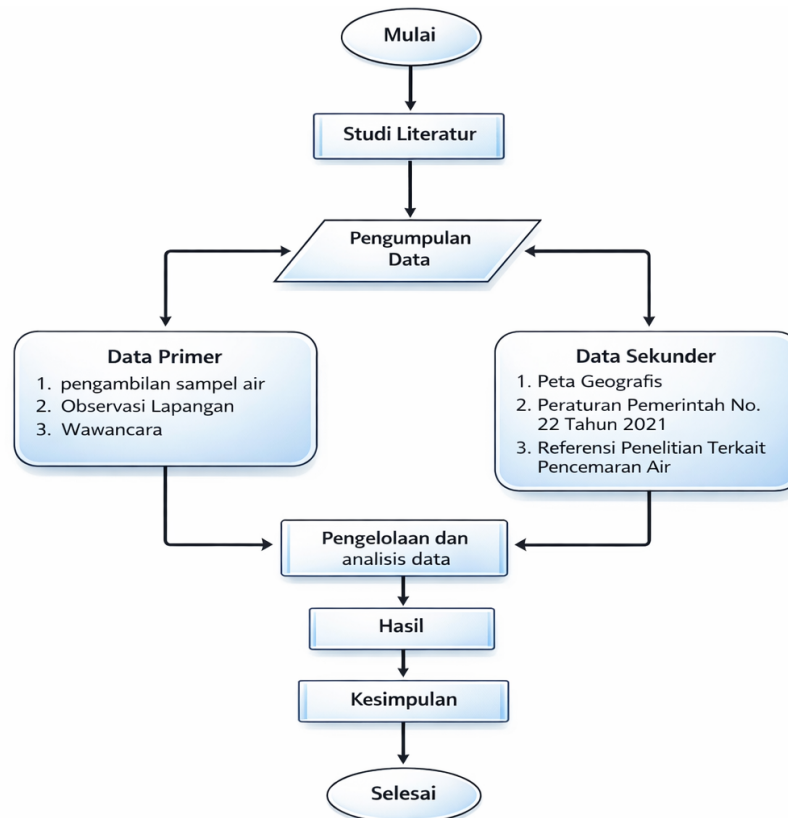 Mulai
Studi Literatur
Pengumpulan
Data
Data Primer
1. pengambilan sampel air
2. Observasi Lapangan
3. Wawancara
Data Sekunder
1. Peta Geografis
2. Peraturan Pemerintah No.
22 Tahun 2021
3. Referensi Penelitian Terkait
Pencemaran Air
Pengelolaan dan
analisis data
Hasil
Kesimpulan
Selesai